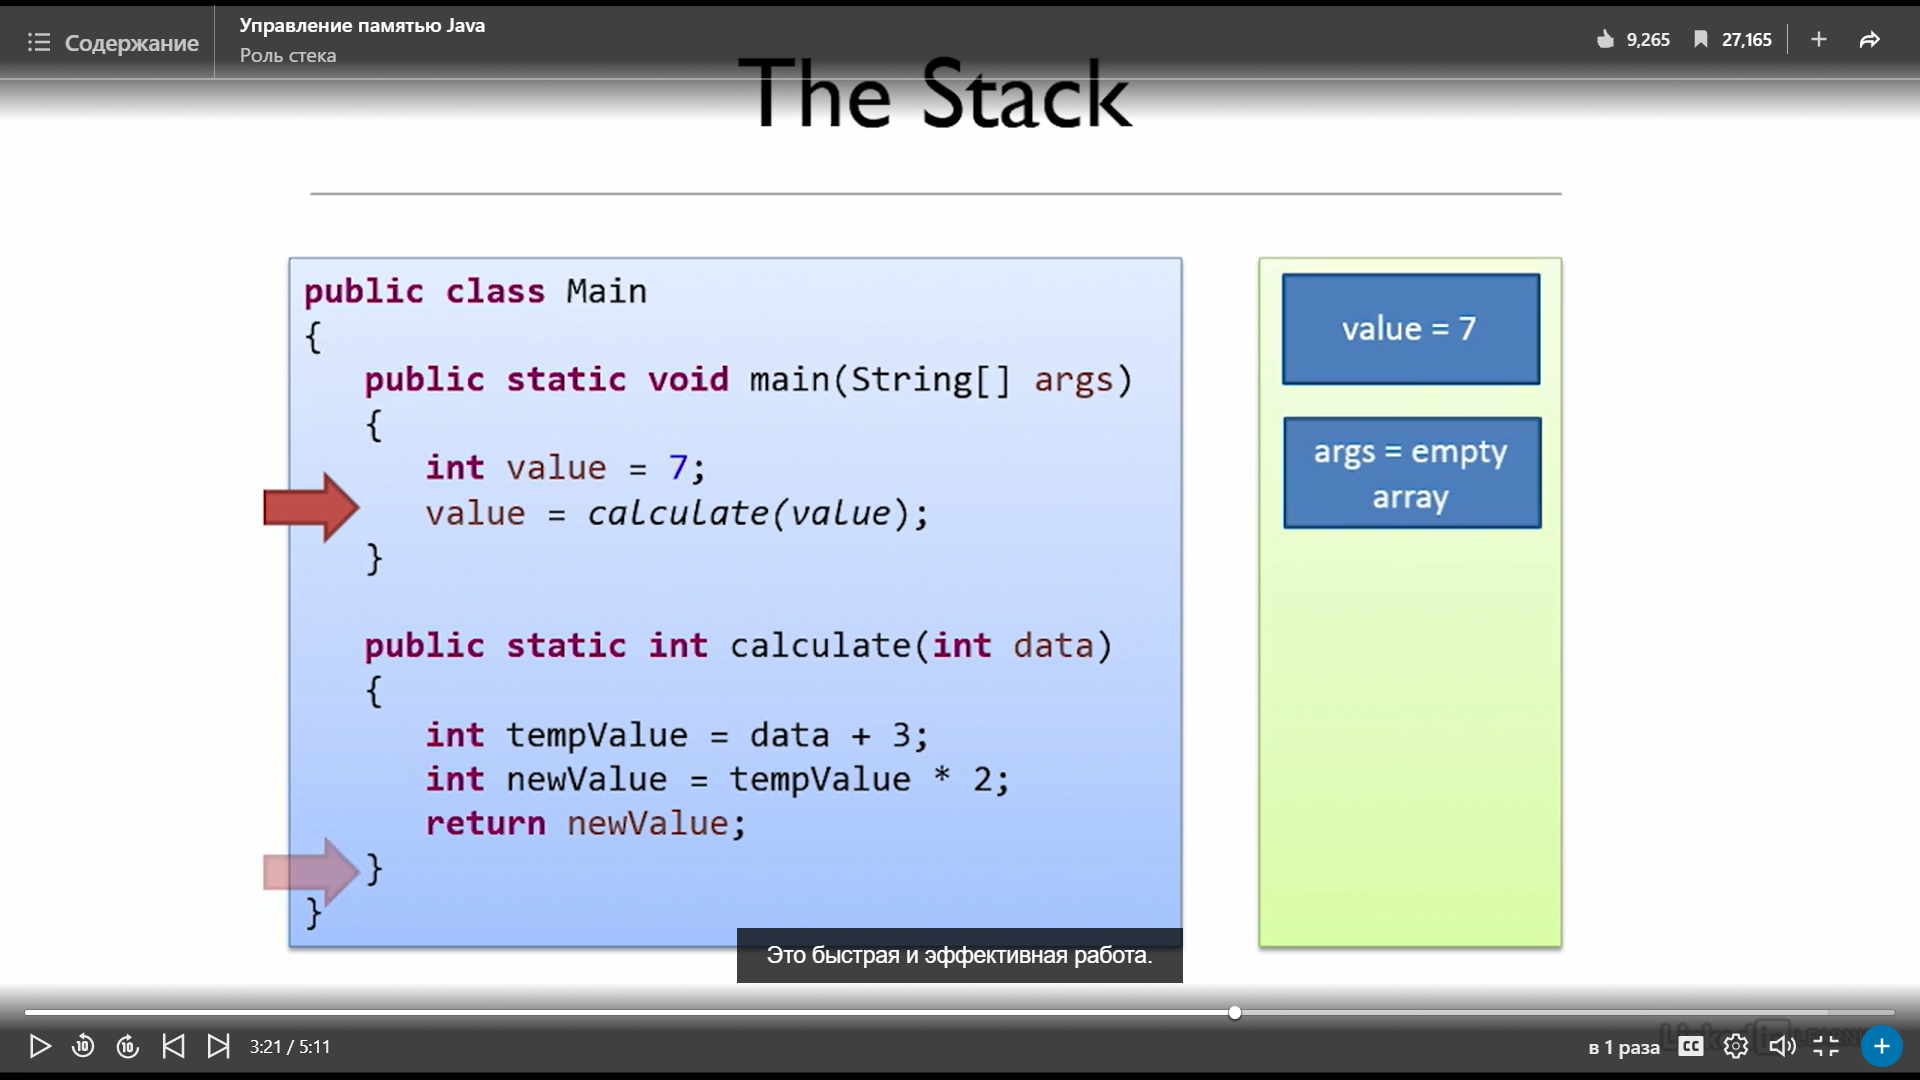 Содержание
Управление памятью Java
Роль стека
9,265
27,165
The Stack
public class Main
{
public static void main(String[] args)
{
int value = 7;
value = calculate(value);
}
public static int calculate(int data)
{
int tempValue = data + 3;
int newValue = tempValue * 2;
return newValue;
}
}
value = 7
args = empty
array
Это быстрая и эффективная работа.
10
10
3:21 / 5:11
в 1 раза
CC